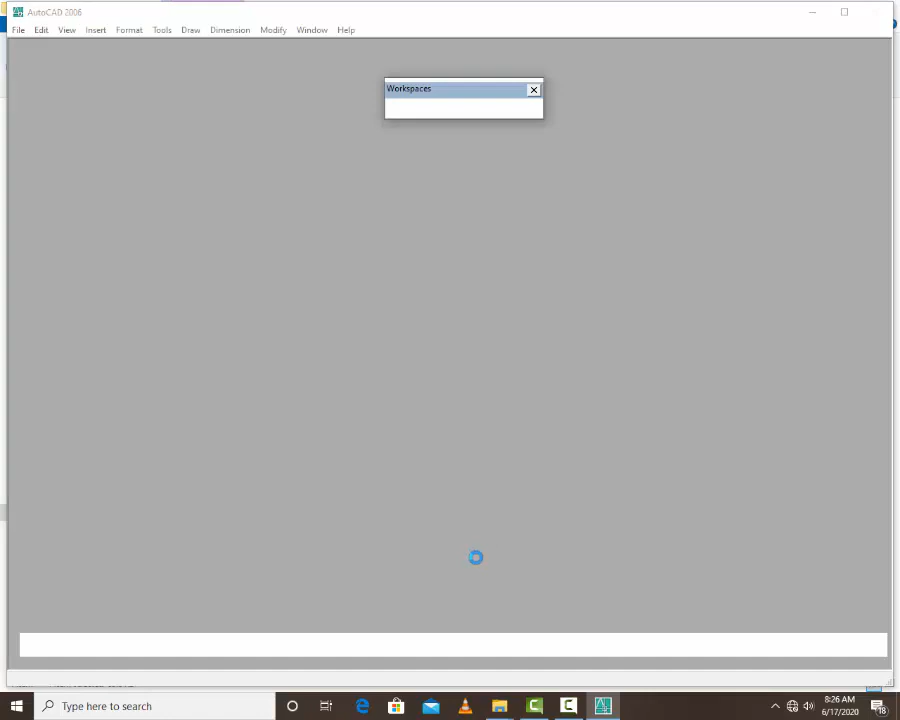 AutoCAD 2006
File Edit View Insert Format Tools Draw Dimension Modify Window Help
Workspaces
Type here to search
8:26 AM
6/17/2020
18